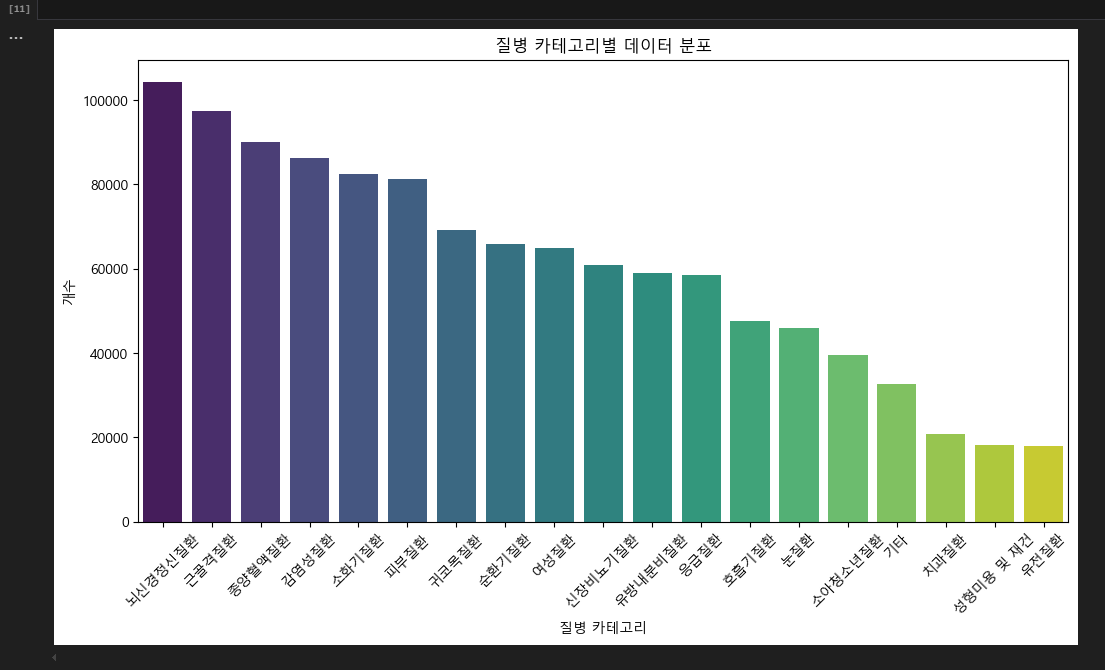 [11]
...
질병 카테고리별 데이터 분포
100000
80000
60000
40000
20000
0
개수
뇌신경정신질환
근골격질환
종양혈액질환
감염성질환
소화기질환
피부질환
귀코목질환
순환기질환
여성질환
신장비뇨기질환
유방내분비질환
응급질환
호흡기질환
눈질환
소아청소년질환
기타
치과질환
성형미용 및 재건
유전질환
질병 카테고리